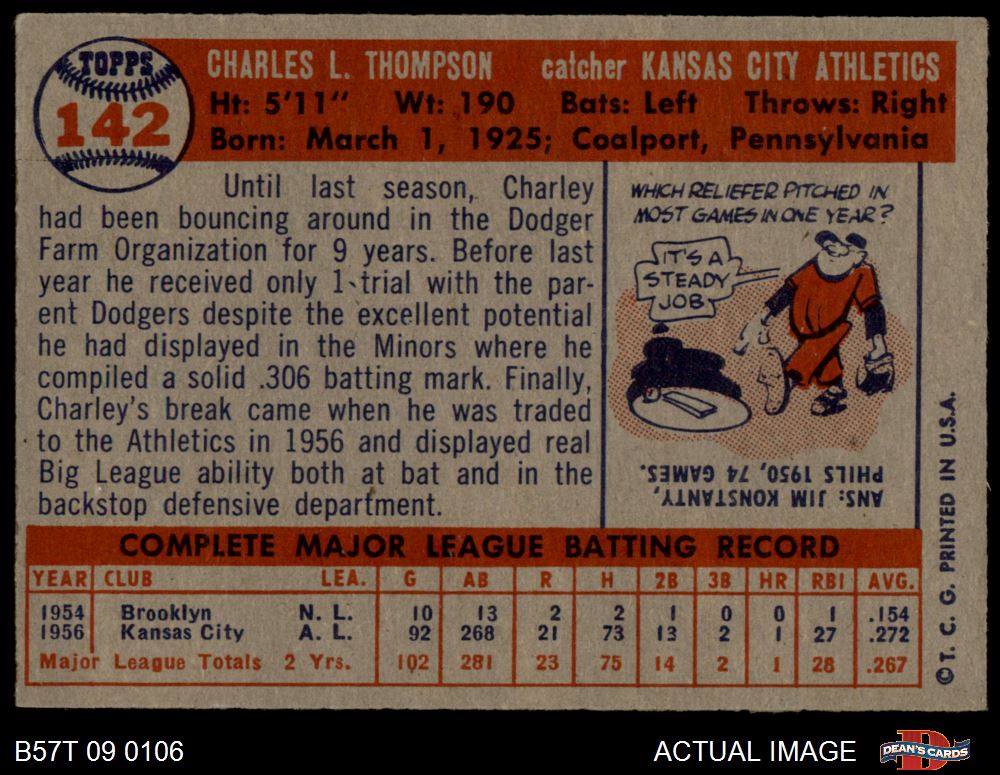 TOPPS
142
CHARLES L. THOMPSON catcher KANSAS CITY ATHLETICS
Ht: 5'11" Wt: 190 Bats: Left Throws: Right
Born: March 1, 1925; Coalport, Pennsylvania
Until last season, Charley
had been bouncing around in the Dodger
Farm Organization for 9 years. Before last
year he received only 1 trial with the par-
ent Dodgers despite the excellent potential
he had displayed in the Minors where he
compiled a solid .306 batting mark. Finally,
Charley's break came when he was traded
to the Athletics in 1956 and displayed real
Big League ability both at bat and in the
backstop defensive department.
WHICH RELIEFER PITCHED IN
MOST GAMES IN ONE YEAR?
IT'S A
STEADY
JOB
ANS: JIM KONSTANTY,
PHILS 1950, 74 GAMES.
COMPLETE MAJOR LEAGUE BATTING RECORD
YEAR CLUB LEA. G AB R H 2B 3B HR RBI AVG.
1954 Brooklyn N. L. 10 13 2 2 1 0 0 1 .154
1956 Kansas City A. L. 92 268 21 73 13 2 1 27 .272
Major League Totals 2 Yrs. 102 281 23 75 14 2 1 28 .267
©T. C. G. PRINTED IN U.S.A.
B57T 09 0106
ACTUAL IMAGE
D
DEAN'S CARDS